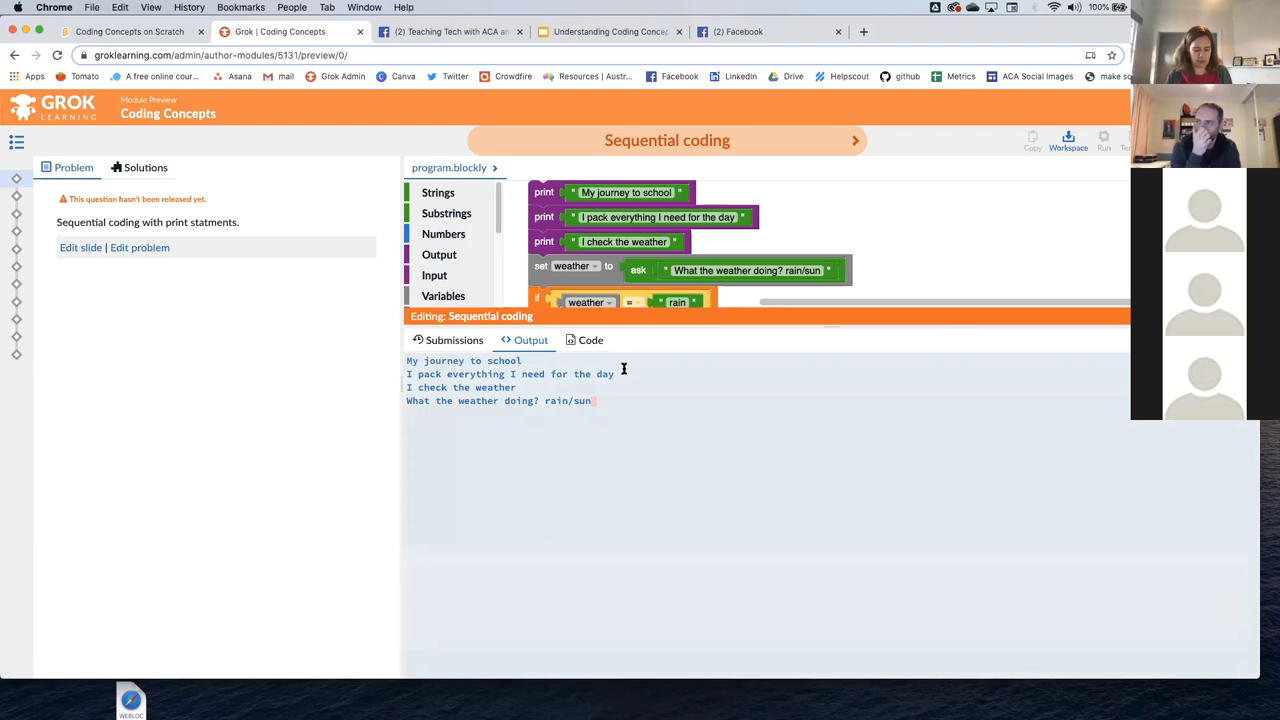 Chrome File Edit View History Bookmarks People Tab Window Help 100%
Coding Concepts on Scratch Grok | Coding Concepts (2) Teaching Tech with ACA an Understanding Coding Concep (2) Facebook
groklearning.com/admin/author-modules/5131/preview/0/
Apps Tomato A free online cour... Asana mail Grok Admin Canva Twitter Crowdfire Resources | Austr... Facebook LinkedIn Drive Helpscout github Metrics ACA Social Images make sc
GROK LEARNING
Module Preview
Coding Concepts
Sequential coding
Copy Workspace Run
Problem Solutions
program.blockly
This question hasn't been released yet.
Sequential coding with print statments.
Edit slide | Edit problem
Strings
Substrings
Numbers
Output
Input
Variables
print " My journey to school "
print " I pack everything I need for the day "
print " I check the weather "
set weather to ask " What the weather doing? rain/sun "
if weather = " rain "
Editing: Sequential coding
Submissions Output Code
My journey to school
I pack everything I need for the day
I check the weather
What the weather doing? rain/sun
WEBLOC